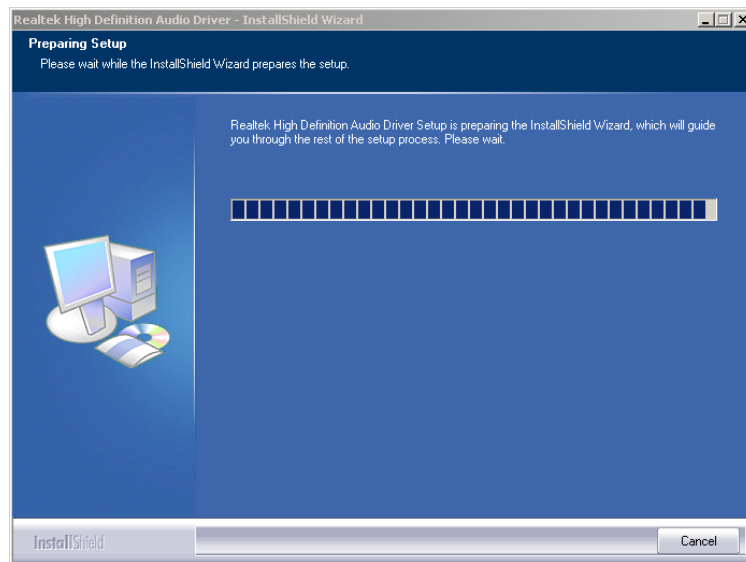 Realtek High Definition Audio Driver - InstallShield Wizard
Preparing Setup
Please wait while the InstallShield Wizard prepares the setup.
Realtek High Definition Audio Driver Setup is preparing the InstallShield Wizard, which will guide
you through the rest of the setup process. Please wait.
InstallShield
Cancel